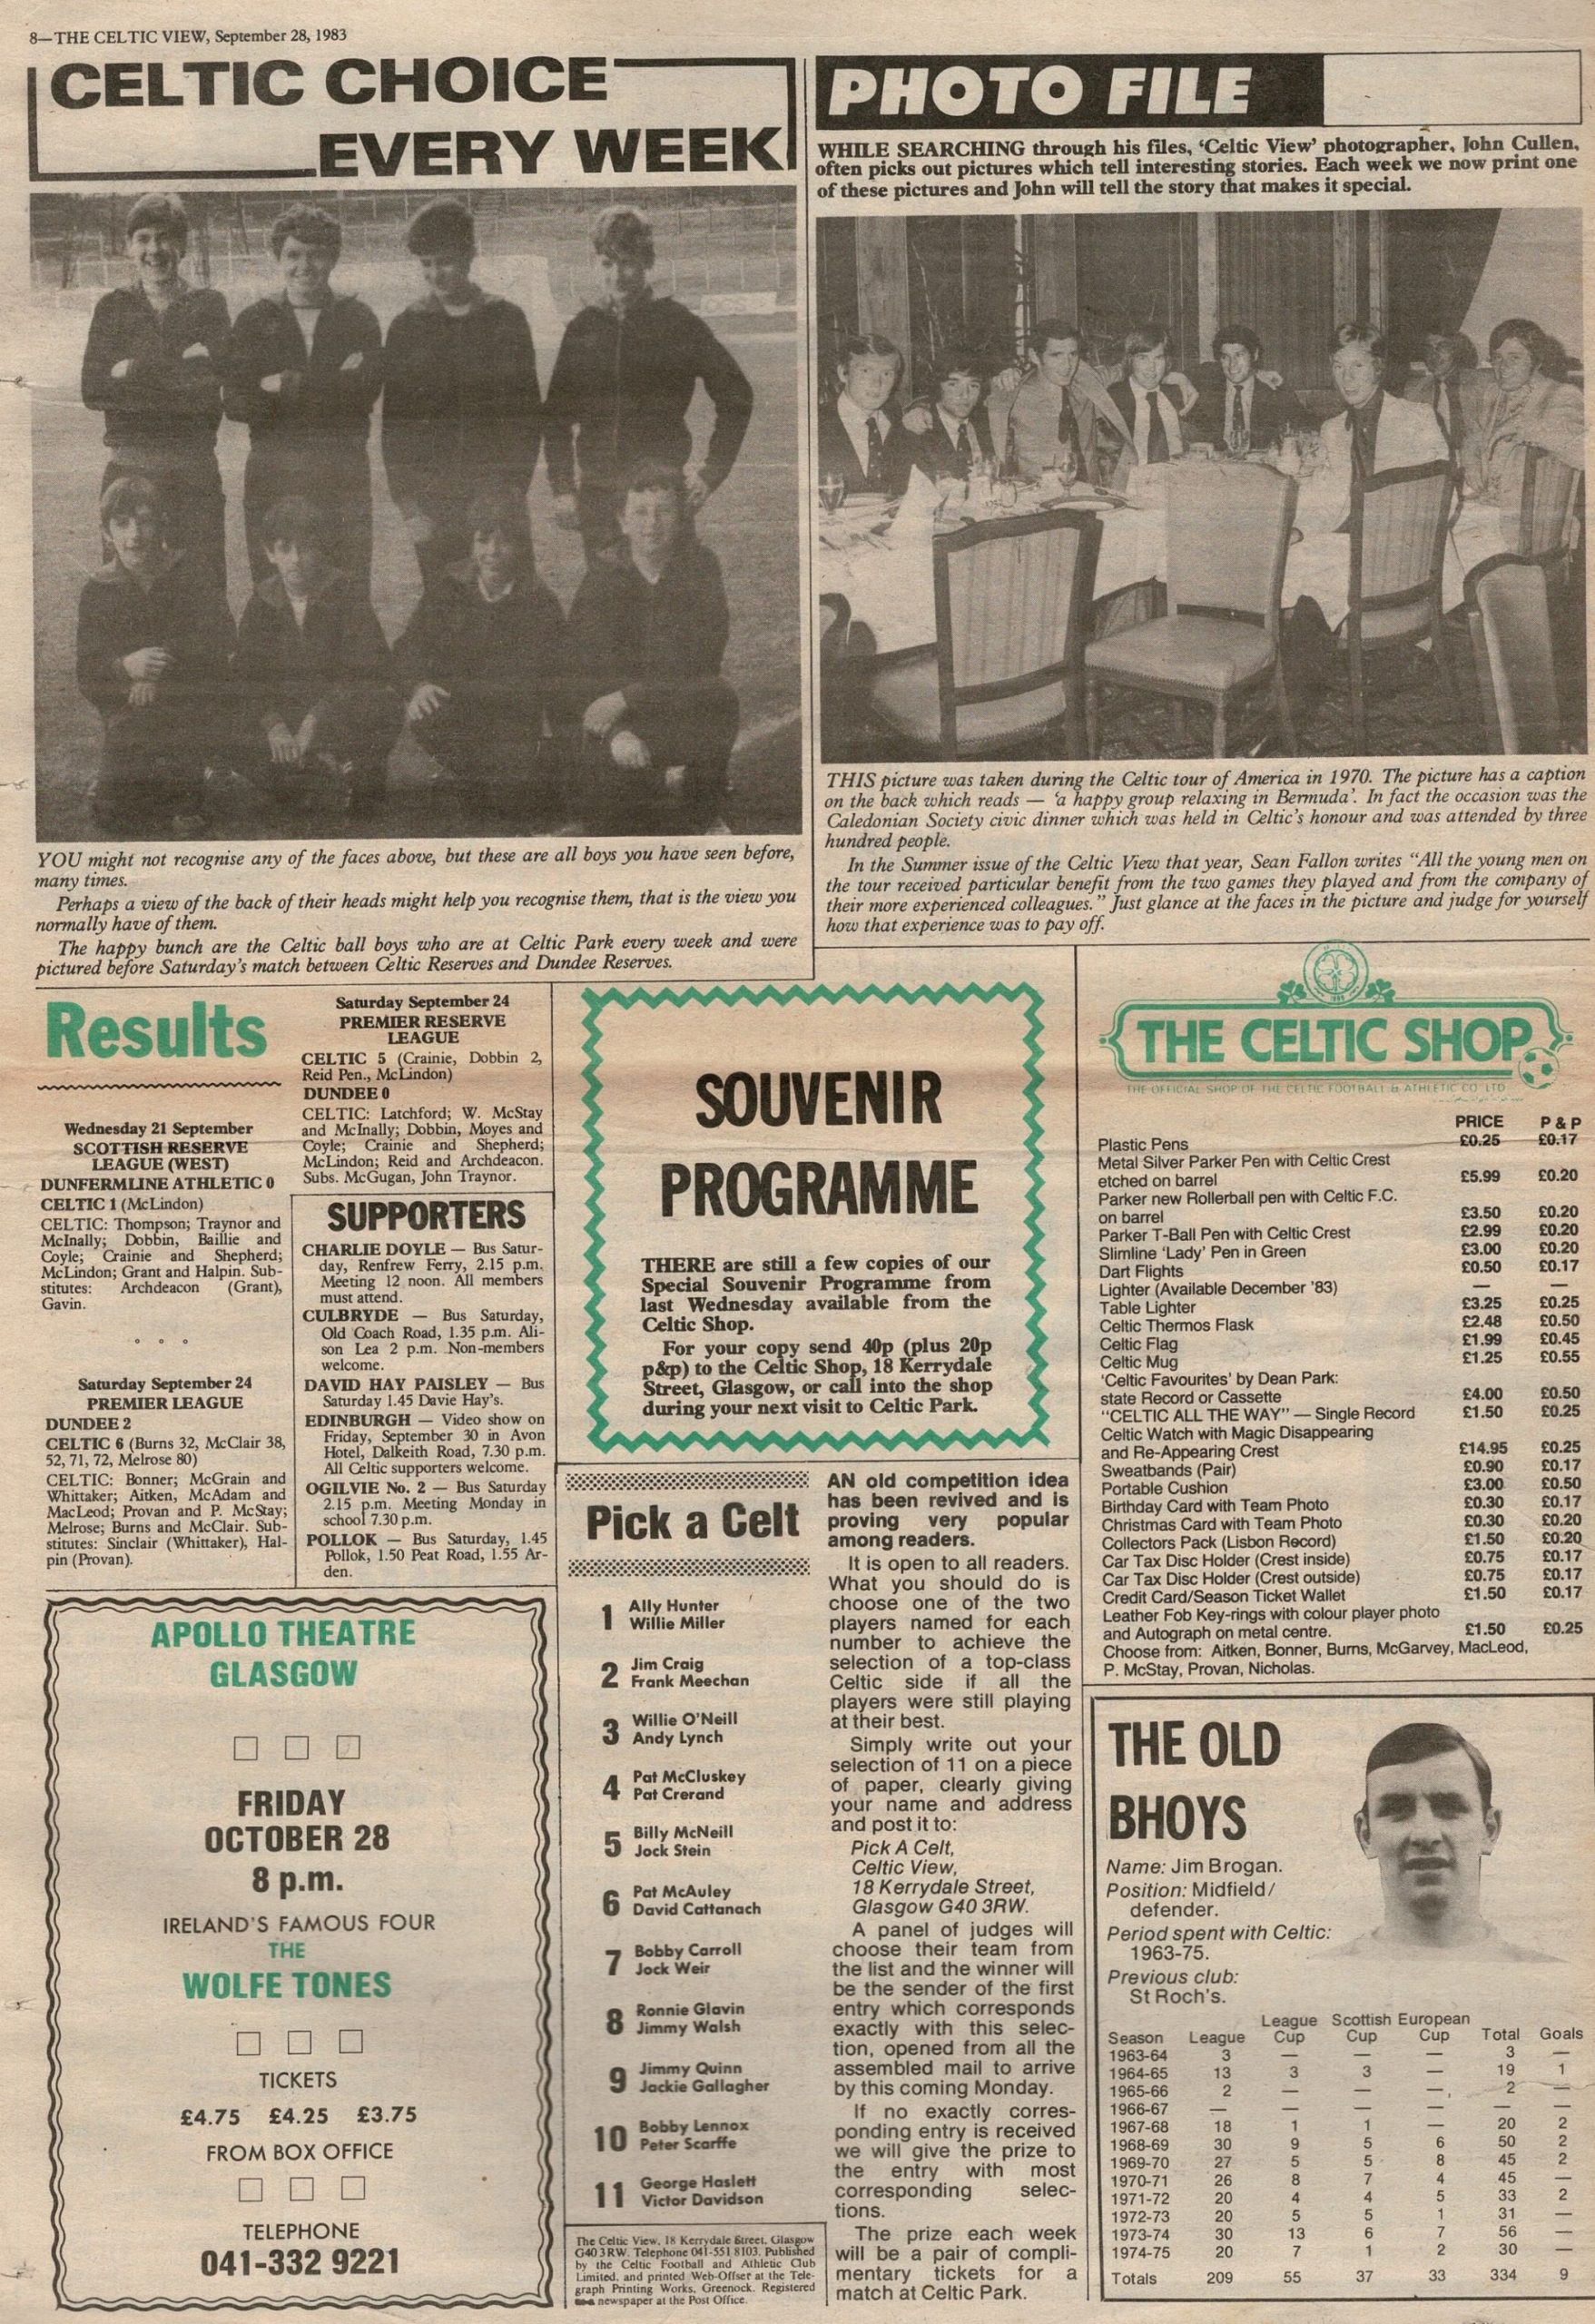 8—THE CELTIC VIEW, September 28, 1983
CELTIC CHOICE
EVERY WEEK
YOU might not recognise any of the faces above, but these are all boys you have seen before,
many times.
Perhaps a view of the back of their heads might help you recognise them, that is the view you
normally have of them.
The happy bunch are the Celtic ball boys who are at Celtic Park every week and were
pictured before Saturday's match between Celtic Reserves and Dundee Reserves.
PHOTO FILE
WHILE SEARCHING through his files, 'Celtic View' photographer, John Cullen,
often picks out pictures which tell interesting stories. Each week we now print one
of these pictures and John will tell the story that makes it special.
THIS picture was taken during the Celtic tour of America in 1970. The picture has a caption
on the back which reads — 'a happy group relaxing in Bermuda'. In fact the occasion was the
Caledonian Society civic dinner which was held in Celtic's honour and was attended by three
hundred people.
In the Summer issue of the Celtic View that year, Sean Fallon writes "All the young men on
the tour received particular benefit from the two games they played and from the company of
their more experienced colleagues." Just glance at the faces in the picture and judge for yourself
how that experience was to pay off.
Results
Wednesday 21 September
SCOTTISH RESERVE
LEAGUE (WEST)
DUNFERMLINE ATHLETIC 0
CELTIC 1 (McLindon)
CELTIC: Thompson; Traynor and
McInally; Dobbin, Baillie and
Coyle; Crainie and Shepherd;
McLindon; Grant and Halpin. Sub-
stitutes: Archdeacon (Grant),
Gavin.
Saturday September 24
PREMIER LEAGUE
DUNDEE 2
CELTIC 6 (Burns 32, McClair 38,
52, 71, 72, Melrose 80)
CELTIC: Bonner; McGrain and
Whittaker; Aitken, McAdam and
MacLeod; Provan and P. McStay;
Melrose; Burns and McClair. Sub-
stitutes: Sinclair (Whittaker), Hal-
pin (Provan).
Saturday September 24
PREMIER RESERVE
LEAGUE
CELTIC 5 (Crainie, Dobbin 2,
Reid Pen., McLindon)
DUNDEE 0
CELTIC: Latchford; W. McStay
and McInally; Dobbin, Moyes and
Coyle; Crainie and Shepherd;
McLindon; Reid and Archdeacon.
Subs. McGugan, John Traynor.
SUPPORTERS
CHARLIE DOYLE — Bus Satur-
day, Renfrew Ferry, 2.15 p.m.
Meeting 12 noon. All members
must attend.
CULBRYDE — Bus Saturday,
Old Coach Road, 1.35 p.m. Ali-
son Lea 2 p.m. Non-members
welcome.
DAVID HAY PAISLEY — Bus
Saturday 1.45 Davie Hay's.
EDINBURGH — Video show on
Friday, September 30 in Avon
Hotel, Dalkeith Road, 7.30 p.m.
All Celtic supporters welcome.
OGILVIE No. 2 — Bus Saturday
2.15 p.m. Meeting Monday in
school 7.30 p.m.
POLLOK — Bus Saturday, 1.45
Pollok, 1.50 Peat Road, 1.55 Ar-
den.
APOLLO THEATRE
GLASGOW
FRIDAY
OCTOBER 28
8 p.m.
IRELAND'S FAMOUS FOUR
THE
WOLFE TONES
TICKETS
£4.75 £4.25 £3.75
FROM BOX OFFICE
TELEPHONE
041-332 9221
SOUVENIR
PROGRAMME
THERE are still a few copies of our
Special Souvenir Programme from
last Wednesday available from the
Celtic Shop.
For your copy send 40p (plus 20p
p&p) to the Celtic Shop, 18 Kerrydale
Street, Glasgow, or call into the shop
during your next visit to Celtic Park.
Pick a Celt
1 Ally Hunter
Willie Miller
2 Jim Craig
Frank Meechan
3 Willie O'Neill
Andy Lynch
4 Pat McCluskey
Pat Crerand
5 Billy McNeill
Jock Stein
6 Pat McAuley
David Cattanach
7 Bobby Carroll
Jock Weir
8 Ronnie Glavin
Jimmy Walsh
9 Jimmy Quinn
Jackie Gallagher
10 Bobby Lennox
Peter Scarffe
11 George Haslett
Victor Davidson
The Celtic View, 18 Kerrydale Street, Glasgow
G40 3RW. Telephone 041-551 8103. Published
by the Celtic Football and Athletic Club
Limited, and printed Web-Offset at the Tele-
graph Printing Works, Greenock. Registered
as a newspaper at the Post Office.
AN old competition idea
has been revived and is
proving very popular
among readers.
It is open to all readers.
What you should do is
choose one of the two
players named for each
number to achieve the
selection of a top-class
Celtic side if all the
players were still playing
at their best.
Simply write out your
selection of 11 on a piece
of paper, clearly giving
your name and address
and post it to:
Pick A Celt,
Celtic View,
18 Kerrydale Street,
Glasgow G40 3RW.
A panel of judges will
choose their team from
the list and the winner will
be the sender of the first
entry which corresponds
exactly with this selec-
tion, opened from all the
assembled mail to arrive
by this coming Monday.
If no exactly corres-
ponding entry is received
we will give the prize to
the entry with most
corresponding selec-
tions.
The prize each week
will be a pair of compli-
mentary tickets for a
match at Celtic Park.
THE CELTIC SHOP
THE OFFICIAL SHOP OF THE CELTIC FOOTBALL & ATHLETIC CO LTD
PRICE P & P
Plastic Pens £0.25 £0.17
Metal Silver Parker Pen with Celtic Crest
etched on barrel £5.99 £0.20
Parker new Rollerball pen with Celtic F.C.
on barrel £3.50 £0.20
Parker T-Ball Pen with Celtic Crest £2.99 £0.20
Slimline 'Lady' Pen in Green £3.00 £0.20
Dart Flights £0.50 £0.17
Lighter (Available December '83) — —
Table Lighter £3.25 £0.25
Celtic Thermos Flask £2.48 £0.50
Celtic Flag £1.99 £0.45
Celtic Mug £1.25 £0.55
'Celtic Favourites' by Dean Park:
state Record or Cassette £4.00 £0.50
"CELTIC ALL THE WAY" — Single Record £1.50 £0.25
Celtic Watch with Magic Disappearing
and Re-Appearing Crest £14.95 £0.25
Sweatbands (Pair) £0.90 £0.17
Portable Cushion £3.00 £0.50
Birthday Card with Team Photo £0.30 £0.17
Christmas Card with Team Photo £0.30 £0.20
Collectors Pack (Lisbon Record) £1.50 £0.20
Car Tax Disc Holder (Crest inside) £0.75 £0.17
Car Tax Disc Holder (Crest outside) £0.75 £0.17
Credit Card/Season Ticket Wallet £1.50 £0.17
Leather Fob Key-rings with colour player photo
and Autograph on metal centre. £1.50 £0.25
Choose from: Aitken, Bonner, Burns, McGarvey, MacLeod,
P. McStay, Provan, Nicholas.
THE OLD
BHOYS
Name: Jim Brogan.
Position: Midfield/
defender.
Period spent with Celtic:
1963-75.
Previous club:
St Roch's.
League Scottish European
Season League Cup Cup Cup Total Goals
1963-64 3 — — — 3 —
1964-65 13 3 3 — 19 1
1965-66 2 — — — 2 —
1966-67 — — — — — —
1967-68 18 1 1 — 20 2
1968-69 30 9 5 6 50 2
1969-70 27 5 5 8 45 2
1970-71 26 8 7 4 45 —
1971-72 20 4 4 5 33 2
1972-73 20 5 5 1 31 —
1973-74 30 13 6 7 56 —
1974-75 20 7 1 2 30 —
Totals 209 55 37 33 334 9